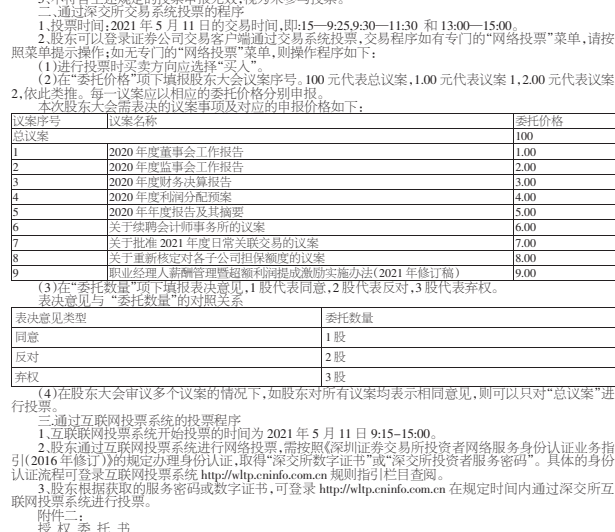 二、通过深交所交易系统投票的程序
1.投票时间:2021 年 5 月 11 日的交易时间,即:15—9:25,9:30—11:30 和 13:00—15:00。
2.股东可以登录证券公司交易客户端通过交易系统投票,交易程序如有专门的“网络投票”菜单,请按
照菜单提示操作;如无专门的“网络投票”菜单,则操作程序如下:
(1)进行投票时买卖方向应选择“买入”。
(2)在“委托价格”项下填报股东大会议案序号。100 元代表总议案,1.00 元代表议案 1,2.00 元代表议案
2,依此类推。每一议案应以相应的委托价格分别申报。
本次股东大会需表决的议案事项及对应的申报价格如下:
议案序号 议案名称 委托价格
总议案 100
1 2020 年度董事会工作报告 1.00
2 2020 年度监事会工作报告 2.00
3 2020 年度财务决算报告 3.00
4 2020 年度利润分配预案 4.00
5 2020 年年度报告及其摘要 5.00
6 关于续聘会计师事务所的议案 6.00
7 关于批准 2021 年度日常关联交易的议案 7.00
8 关于重新核定对各子公司担保额度的议案 8.00
9 职业经理人薪酬管理暨超额利润提成激励实施办法(2021 年修订稿) 9.00
(3)在“委托数量”项下填报表决意见,1 股代表同意,2 股代表反对,3 股代表弃权。
表决意见与 “委托数量”的对照关系
表决意见类型 委托数量
同意 1 股
反对 2 股
弃权 3 股
(4)在股东大会审议多个议案的情况下,如股东对所有议案均表示相同意见,则可以只对“总议案”进
行投票。
三.通过互联网投票系统的投票程序
1、互联联网投票系统开始投票的时间为 2021 年 5 月 11 日 9:15-15:00。
2、股东通过互联网投票系统进行网络投票,需按照《深圳证券交易所投资者网络服务身份认证业务指
引(2016 年修订)》的规定办理身份认证,取得“深交所数字证书”或“深交所投资者服务密码”。具体的身份
认证流程可登录互联网投票系统 http://wltp.cninfo.com.cn 规则指引栏目查阅。
3、股东根据获取的服务密码或数字证书,可登录 http://wltp.cninfo.com.cn 在规定时间内通过深交所互
联网投票系统进行投票。
附件二:
授 权 委 托 书